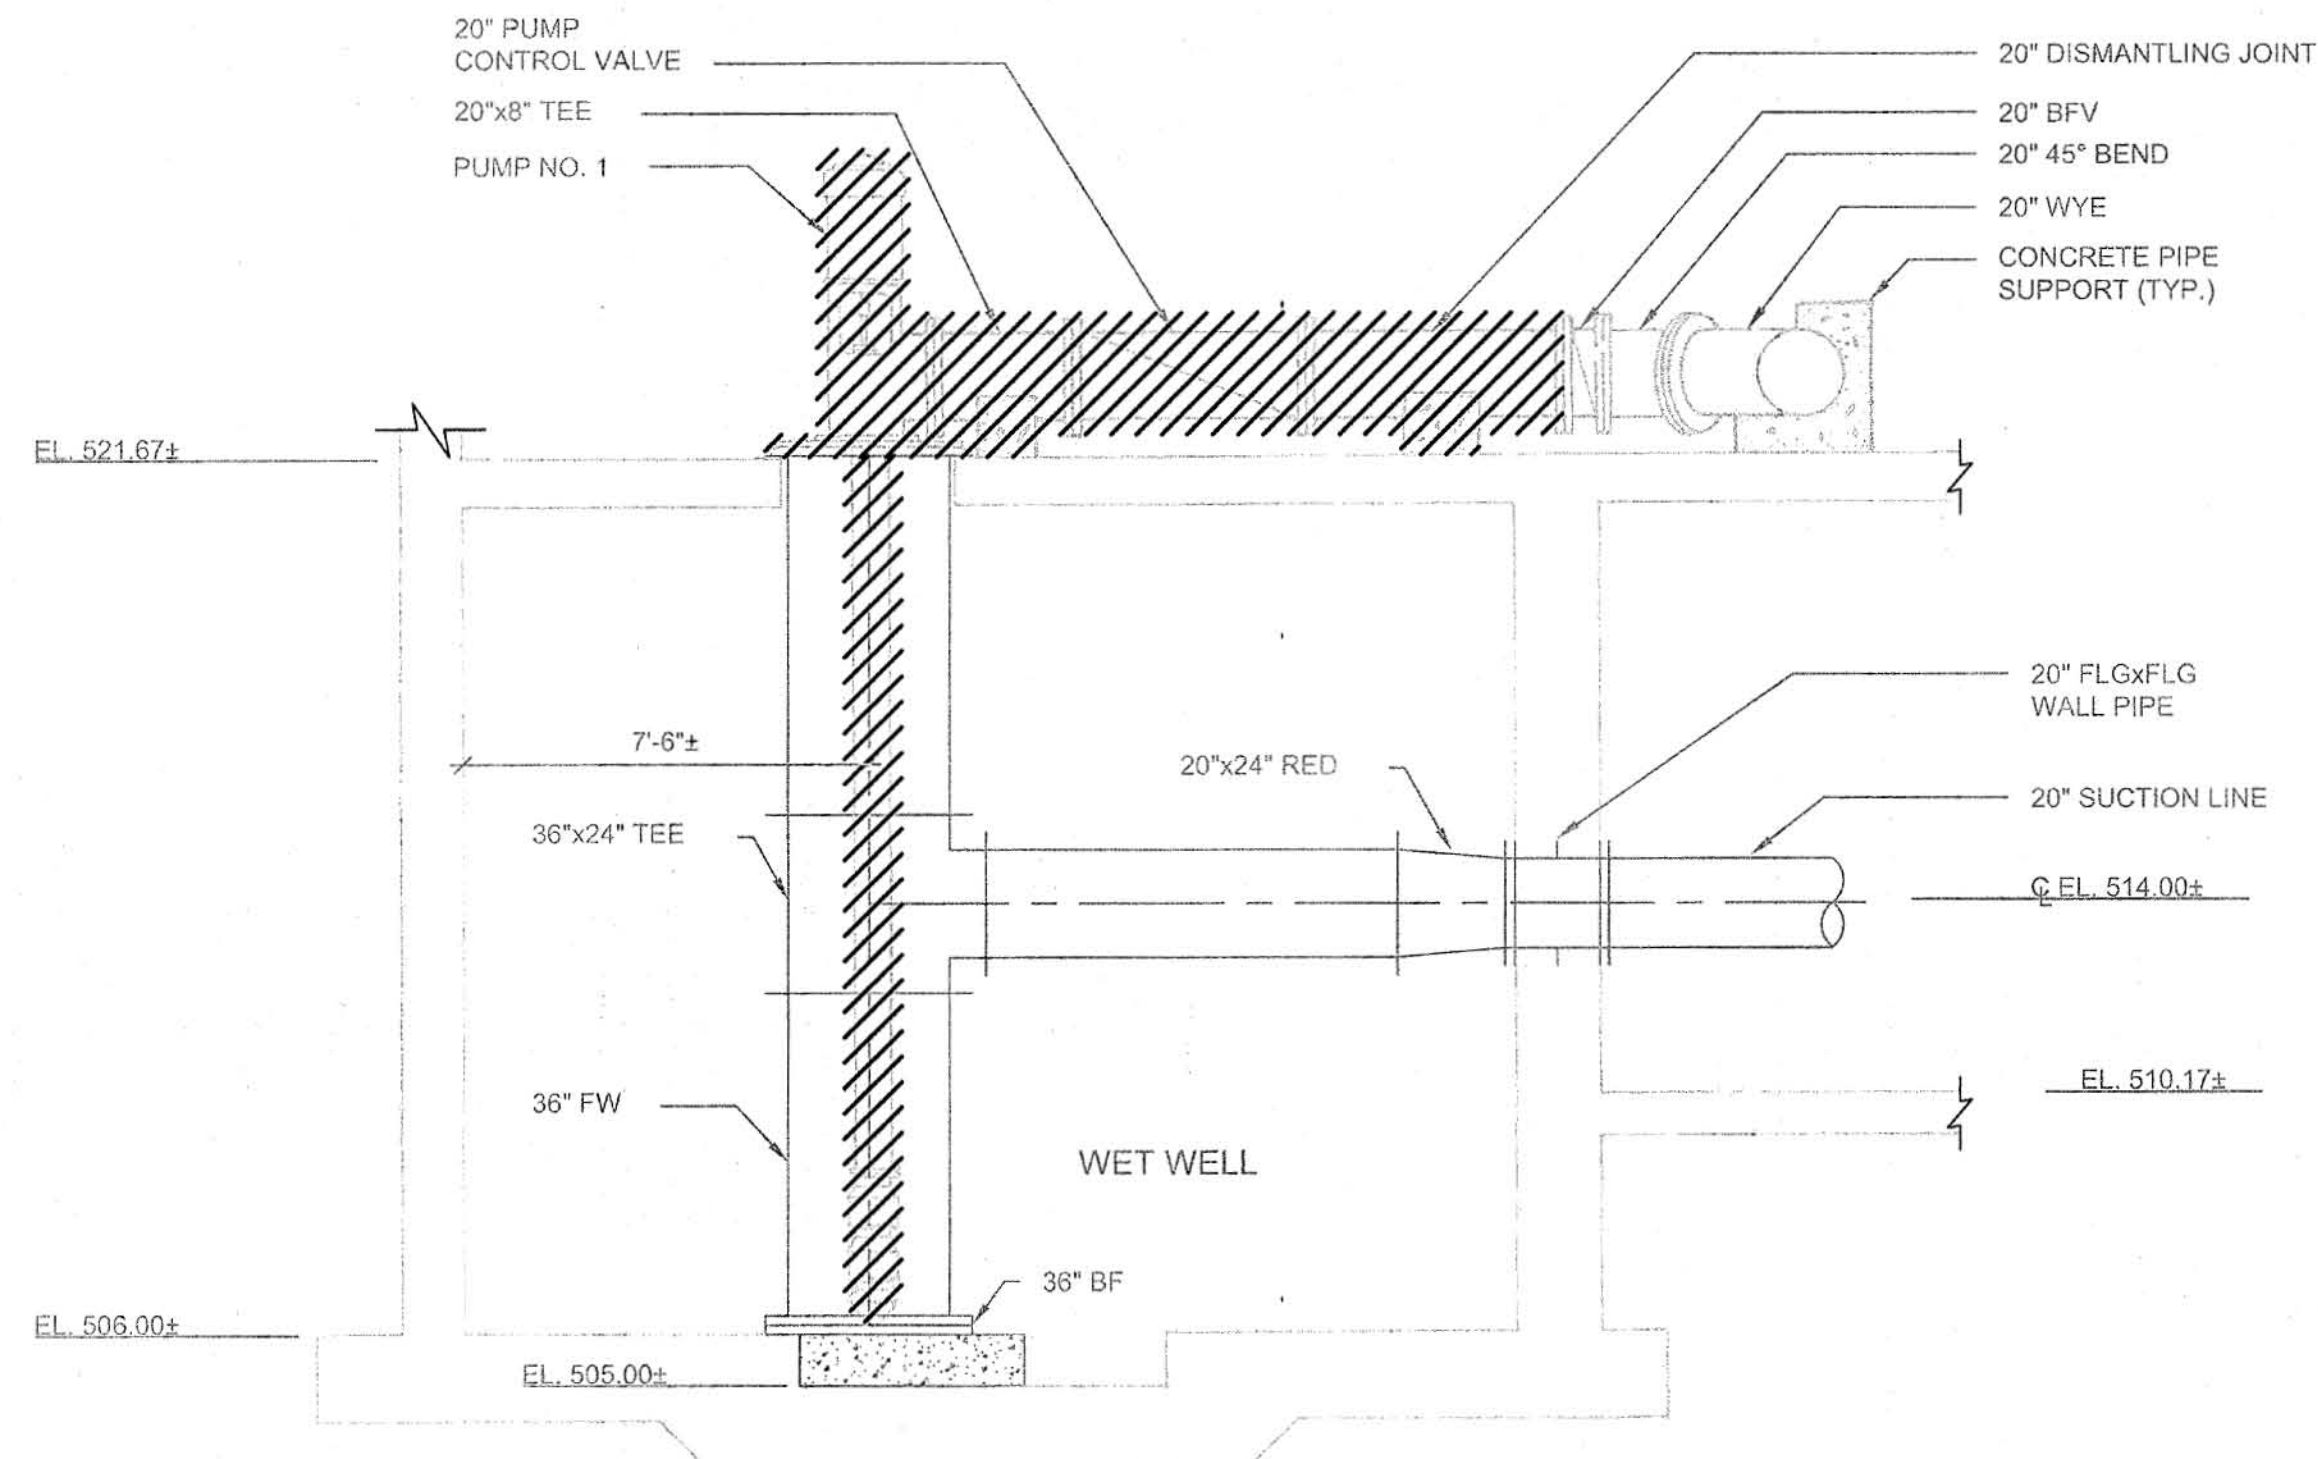 20" PUMP
CONTROL VALVE
20"x8" TEE
PUMP NO. 1
20" DISMANTLING JOINT
20" BFV
20" 45° BEND
20" WYE
CONCRETE PIPE
SUPPORT (TYP.)
EL. 521.67±
7'-6"±
20"x24" RED
20" FLGxFLG
WALL PIPE
20" SUCTION LINE
36"x24" TEE
℄ EL. 514.00±
36" FW
EL. 510.17±
WET WELL
36" BF
EL. 506.00±
EL. 505.00±